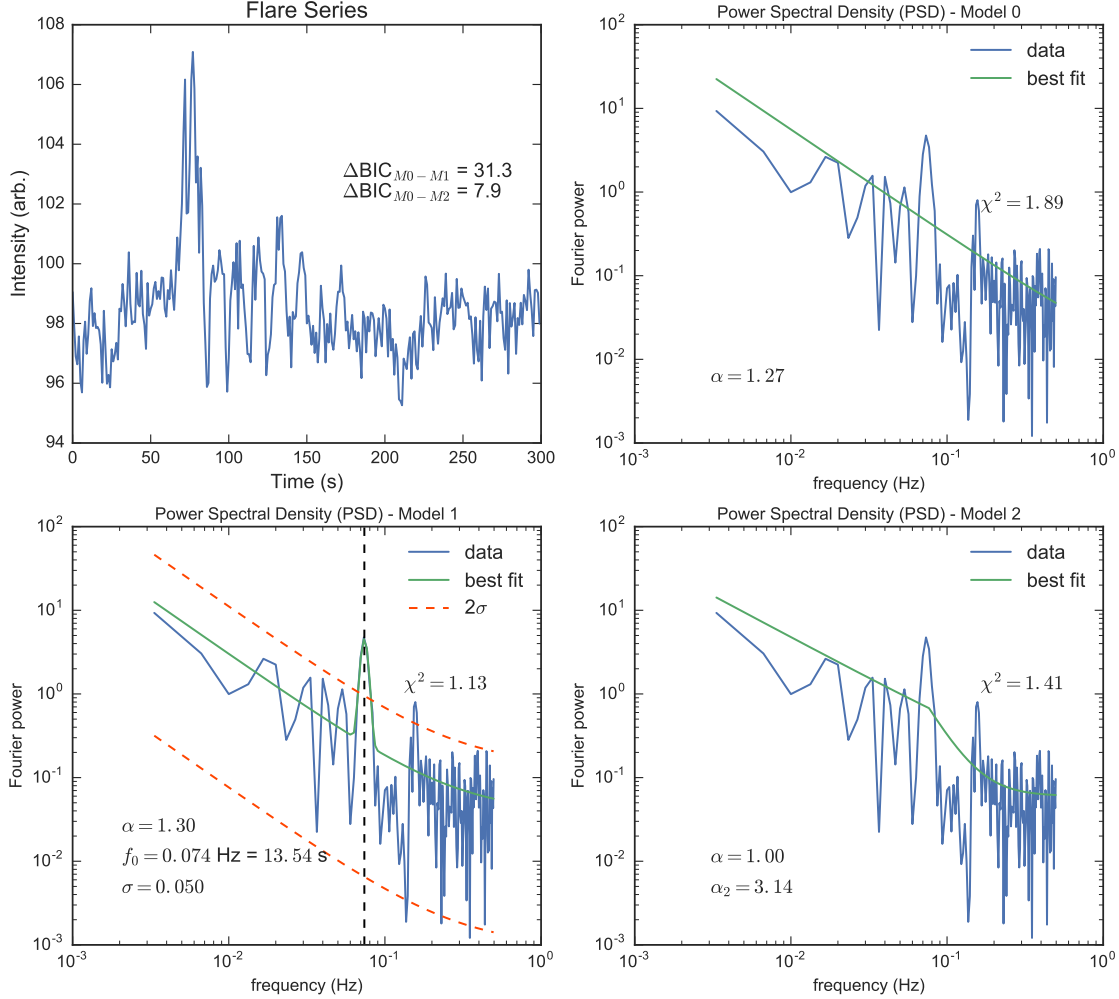 Flare Series
108
106
104
102
100
98
96
94
ΔBIC_{M0−M1} = 31.3
ΔBIC_{M0−M2} = 7.9
Intensity (arb.)
0 50 100 150 200 250 300
Time (s)
Power Spectral Density (PSD) - Model 0
data
best fit
10^2
10^1
10^0
10^-1
10^-2
10^-3
χ^2 = 1.89
α = 1.27
Fourier power
10^-3 10^-2 10^-1 10^0
frequency (Hz)
Power Spectral Density (PSD) - Model 1
data
best fit
2σ
10^2
10^1
10^0
10^-1
10^-2
10^-3
χ^2 = 1.13
α = 1.30
f_0 = 0.074 Hz = 13.54 s
σ = 0.050
Fourier power
10^-3 10^-2 10^-1 10^0
frequency (Hz)
Power Spectral Density (PSD) - Model 2
data
best fit
10^2
10^1
10^0
10^-1
10^-2
10^-3
χ^2 = 1.41
α = 1.00
α_2 = 3.14
Fourier power
10^-3 10^-2 10^-1 10^0
frequency (Hz)